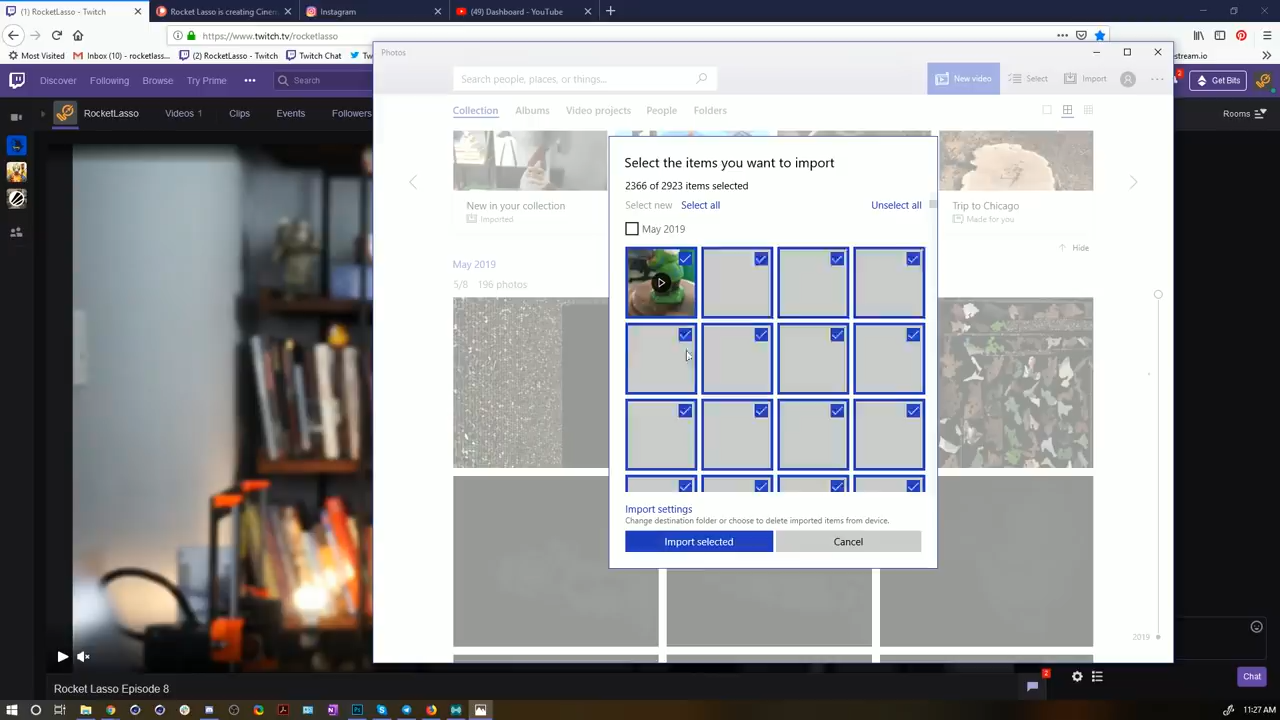 (1) RocketLasso - Twitch
Rocket Lasso is creating Cinem
Instagram
(49) Dashboard - YouTube
https://www.twitch.tv/rocketlasso
Most Visited
Inbox (10) - rocketlass...
(2) RocketLasso - Twitch
Twitch Chat
Tw
stream.io
Discover
Following
Browse
Try Prime
Search
Get Bits
RocketLasso
Videos 1
Clips
Events
Followers
Rooms
Photos
Search people, places, or things...
New video
Select
Import
Collection
Albums
Video projects
People
Folders
New in your collection
Imported
Trip to Chicago
Made for you
Hide
May 2019
5/8 196 photos
2019
Select the items you want to import
2366 of 2923 items selected
Select new
Select all
Unselect all
May 2019
Import settings
Change destination folder or choose to delete imported items from device.
Import selected
Cancel
Rocket Lasso Episode 8
2
Chat
11:27 AM